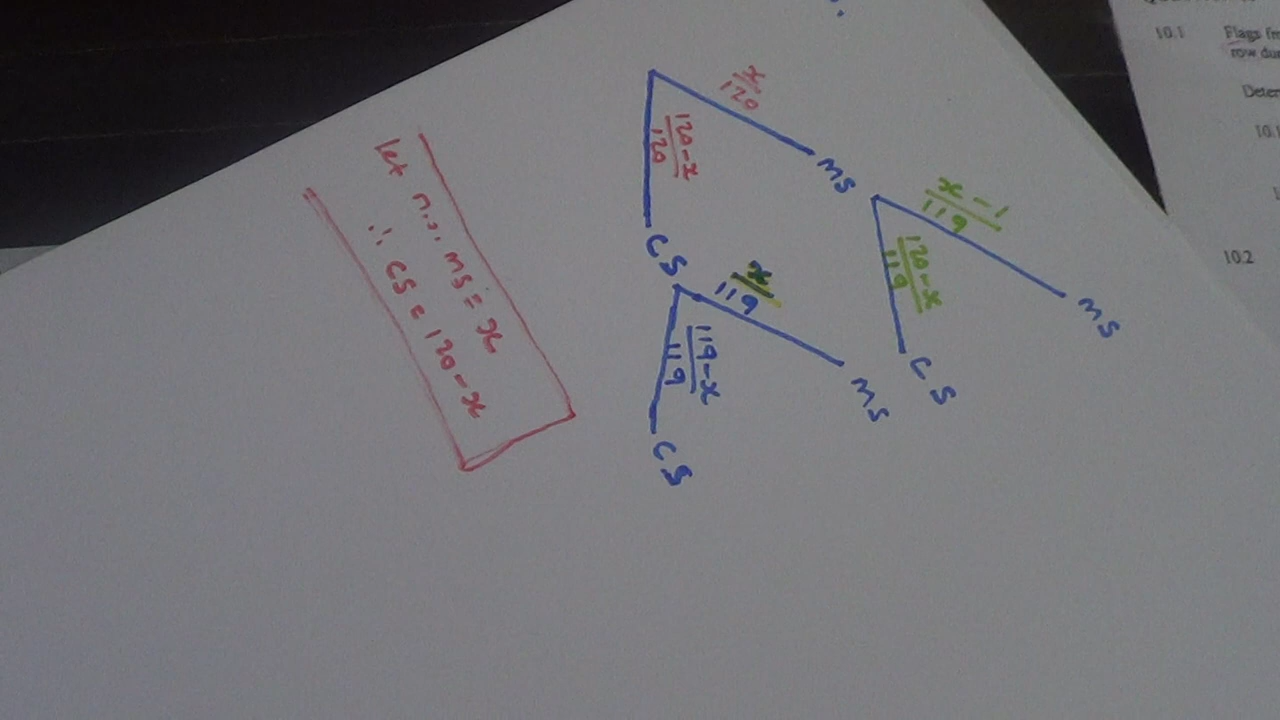 let n.o. ms = x
∴ CS = 120 - x
x/120
120-x/120
ms
CS
x-1/119
120-x/119
ms
CS
x/119
119-x/119
ms
CS
10.1
Flags
row
10.2